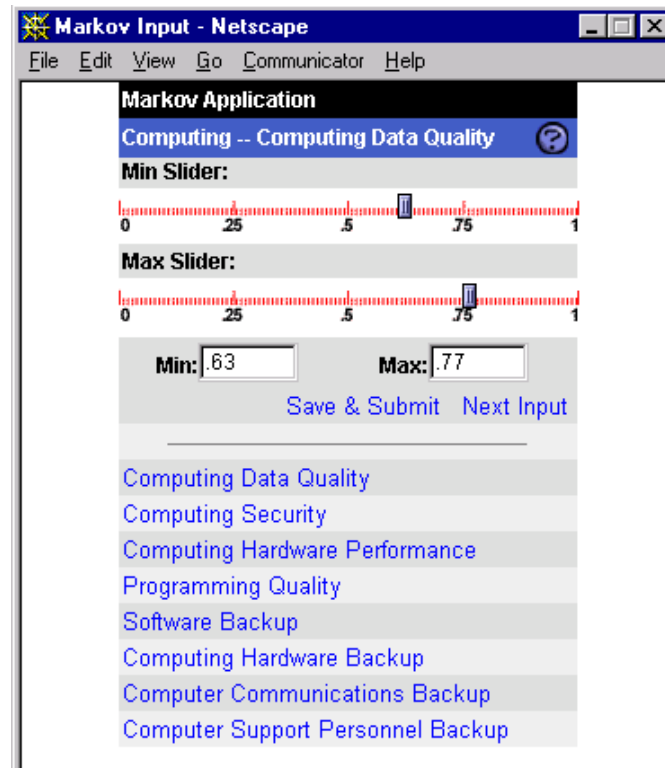 Markov Input - Netscape
File Edit View Go Communicator Help
Markov Application
Computing -- Computing Data Quality ?
Min Slider:
0 .25 .5 .75 1
Max Slider:
0 .25 .5 .75 1
Min: .63 Max: .77
Save & Submit Next Input
Computing Data Quality
Computing Security
Computing Hardware Performance
Programming Quality
Software Backup
Computing Hardware Backup
Computer Communications Backup
Computer Support Personnel Backup